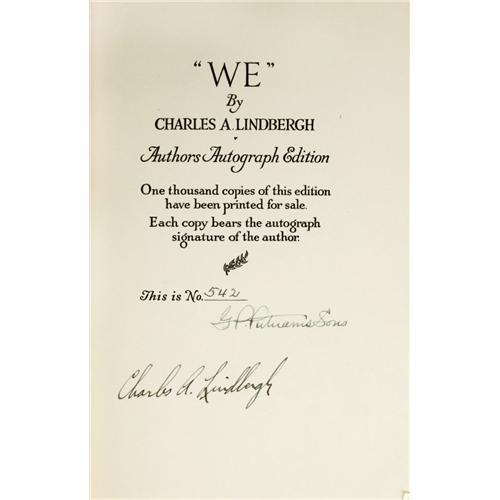 "WE"
By
CHARLES A. LINDBERGH
Authors Autograph Edition
One thousand copies of this edition
have been printed for sale.
Each copy bears the autograph
signature of the author.
This is No. 542
G. P. Putnam's Sons
Charles A. Lindbergh